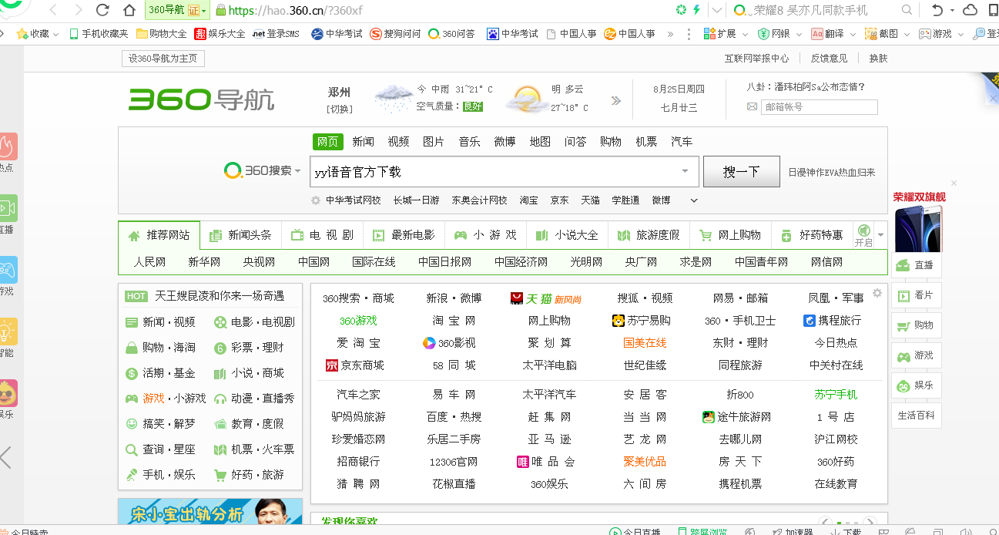 360导航 证 https://hao.360.cn/?360xf 荣耀8 吴亦凡同款手机
收藏 手机收藏夹 购物大全 娱乐大全 .net 登录SMS 中华考试 搜狗问问 360问答 中华考试 中国人事 中国人事 » 扩展 网银 Aa 翻译 截图 游戏
设360导航为主页 互联网举报中心 反馈意见 换肤
360导航 郑州 [切换] 今 中雨 31~21°C 空气质量：良好 明 多云 27~18°C 8月25日周四 七月廿三 八卦：潘玮柏阿Sa公布恋情？
邮箱帐号
网页 新闻 视频 图片 音乐 微博 地图 问答 购物 机票 汽车
360搜索 yy语音官方下载 搜一下 日漫神作EVA热血归来
中华考试网校 长城一日游 东奥会计网校 淘宝 京东 天猫 学胜通 微博
推荐网站 新闻头条 电 视 剧 最新电影 小 游 戏 小说大全 旅游度假 网上购物 好药特惠 开启
人民网 新华网 央视网 中国网 国际在线 中国日报网 中国经济网 光明网 央广网 求是网 中国青年网 网信网
HOT 天王嫂昆凌和你来一场奇遇
新闻·视频 电影·电视剧
购物·海淘 彩票·理财
活期·基金 小说·商城
游戏·小游戏 动漫·直播秀
搞笑·解梦 教育·度假
查询·星座 机票·火车票
手机·娱乐 好药·旅游
宋小宝出轨分析
360搜索·商城 新浪·微博 天猫 新风尚 搜狐·视频 网易·邮箱 凤凰·军事
360游戏 淘 宝 网 网上购物 苏宁易购 360·手机卫士 携程旅行
爱 淘 宝 360影视 聚 划 算 国美在线 东财·理财 今日热点
京 京东商城 58 同 城 太平洋电脑 世纪佳缘 同程旅游 中关村在线
汽车之家 易 车 网 太平洋汽车 安 居 客 折800 苏宁手机
驴妈妈旅游 百度·热搜 赶 集 网 当 当 网 途牛旅游网 1 号 店
珍爱婚恋网 乐居二手房 亚 马 逊 艺 龙 网 去哪儿网 沪江网校
招商银行 12306官网 唯 唯 品 会 聚美优品 房 天 下 360好药
猎 聘 网 花椒直播 360娱乐 六 间 房 携程机票 在线教育
发现你喜欢
荣耀双旗舰
直播
看片
购物
游戏
娱乐
生活百科
今日特卖 今日直播 跨屏浏览 加速器 下载